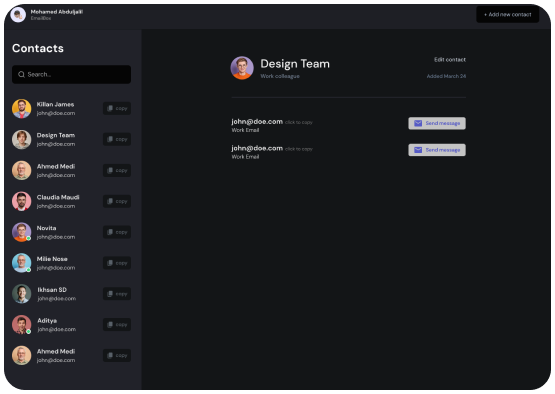 Mohamed Abduljalil
EmailBox
+ Add new contact
Contacts
Search...
Kilian James
john@doe.com
copy
Design Team
john@doe.com
copy
Ahmed Medi
john@doe.com
copy
Claudia Maudi
john@doe.com
copy
Novita
john@doe.com
copy
Milie Nose
john@doe.com
copy
Ikhsan SD
john@doe.com
copy
Aditya
john@doe.com
copy
Ahmed Medi
john@doe.com
copy
Design Team
Work colleague
Edit contact
Added March 24
john@doe.com click to copy
Work Email
Send message
john@doe.com click to copy
Work Email
Send message